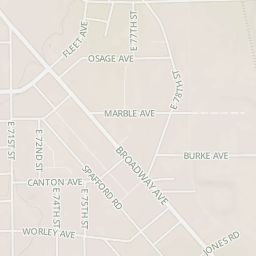 FLEET AVE
E 77TH ST
OSAGE AVE
E 78TH ST
MARBLE AVE
E 71ST ST
E 72ND ST
BROADWAY AVE
BURKE AVE
SPAFFORD RD
CANTON AVE
E 74TH ST
E 75TH ST
WORLEY AVE
JONES RD